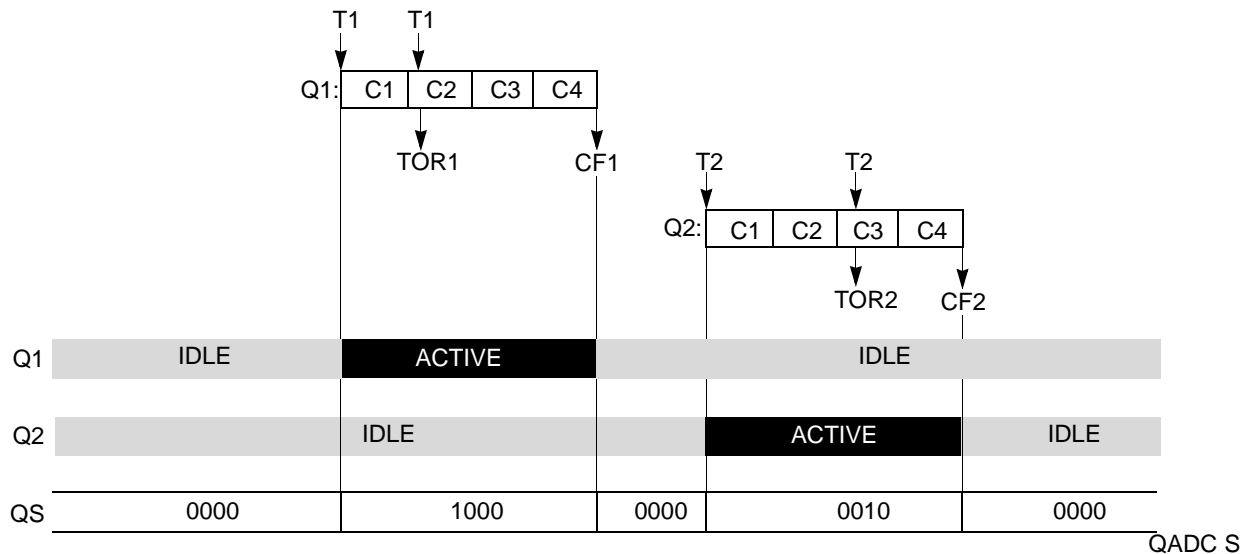 T1 T1
Q1: C1 C2 C3 C4
TOR1 CF1
T2 T2
Q2: C1 C2 C3 C4
TOR2 CF2
Q1 IDLE ACTIVE IDLE
Q2 IDLE ACTIVE IDLE
QS 0000 1000 0000 0010 0000
QADC S